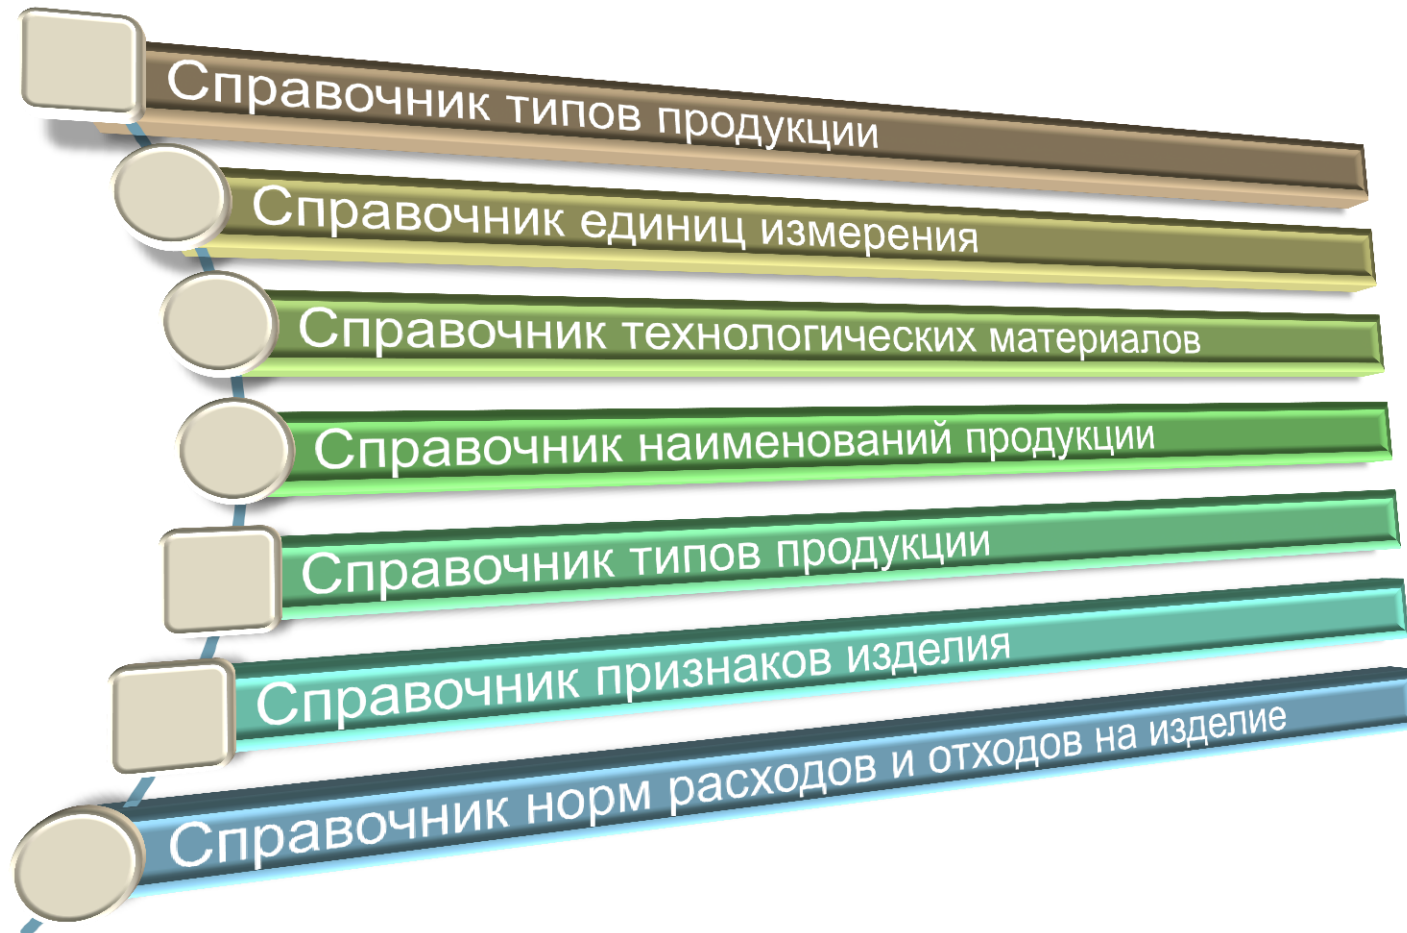 Справочник типов продукции
Справочник единиц измерения
Справочник технологических материалов
Справочник наименований продукции
Справочник типов продукции
Справочник признаков изделия
Справочник норм расходов и отходов на изделие